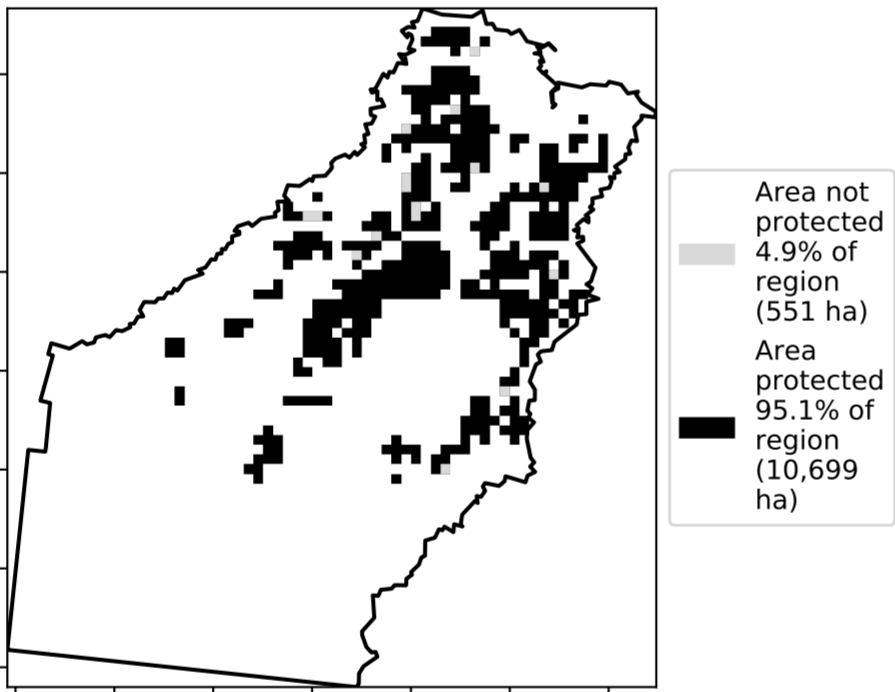 Area not
protected
4.9% of
region
(551 ha)
Area
protected
95.1% of
region
(10,699
ha)